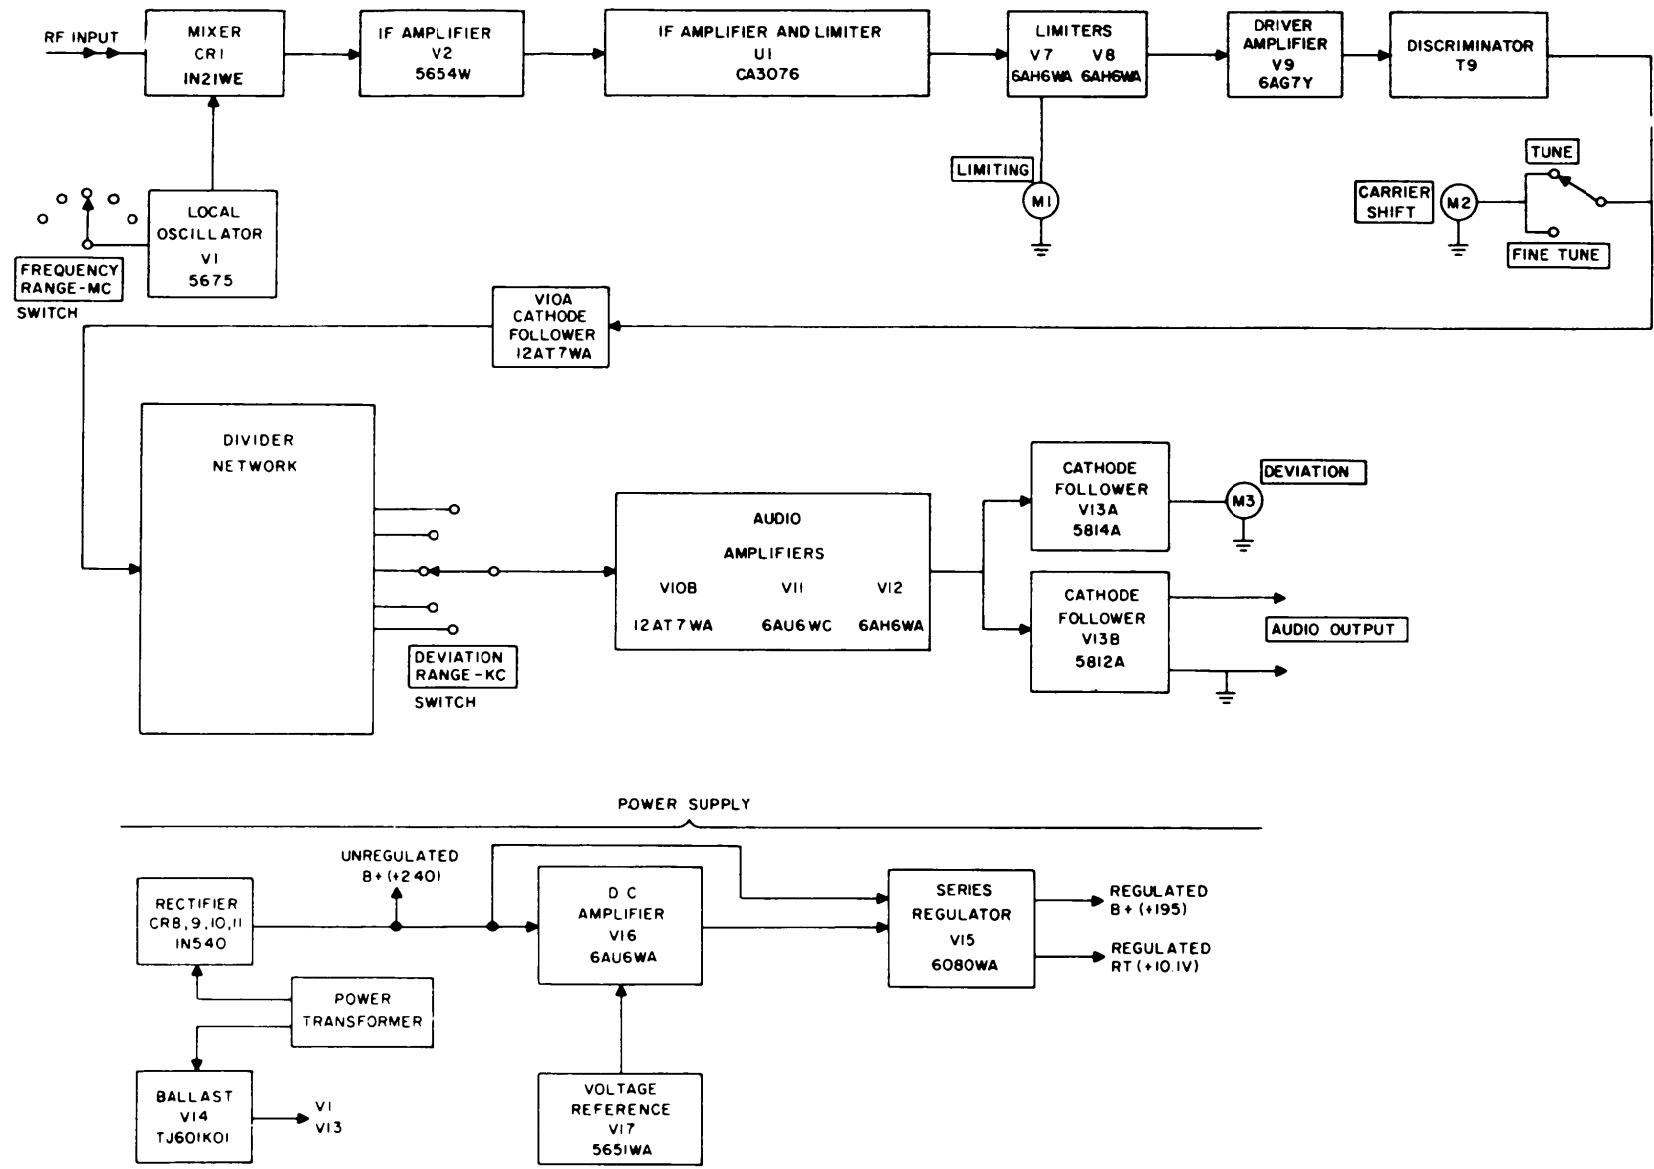 RF INPUT
MIXER
CR1
IN21WE
IF AMPLIFIER
V2
5654W
IF AMPLIFIER AND LIMITER
U1
CA3076
LIMITERS
V7 V8
6AH6WA 6AH6WA
DRIVER
AMPLIFIER
V9
6AG7Y
DISCRIMINATOR
T9
LIMITING
M1
TUNE
CARRIER
SHIFT
M2
FINE TUNE
LOCAL
OSCILLATOR
V1
5675
FREQUENCY
RANGE-MC
SWITCH
V10A
CATHODE
FOLLOWER
12AT7WA
DIVIDER
NETWORK
DEVIATION
RANGE-KC
SWITCH
AUDIO
AMPLIFIERS
V10B V11 V12
12AT7WA 6AU6WC 6AH6WA
CATHODE
FOLLOWER
V13A
5814A
DEVIATION
M3
CATHODE
FOLLOWER
V13B
5812A
AUDIO OUTPUT
POWER SUPPLY
UNREGULATED
B+ (+240)
RECTIFIER
CR8,9,10,11
IN540
POWER
TRANSFORMER
BALLAST
V14
TJ601K01
V1
V13
DC
AMPLIFIER
V16
6AU6WA
VOLTAGE
REFERENCE
V17
5651WA
SERIES
REGULATOR
V15
6080WA
REGULATED
B+ (+195)
REGULATED
RT (+10.1V)